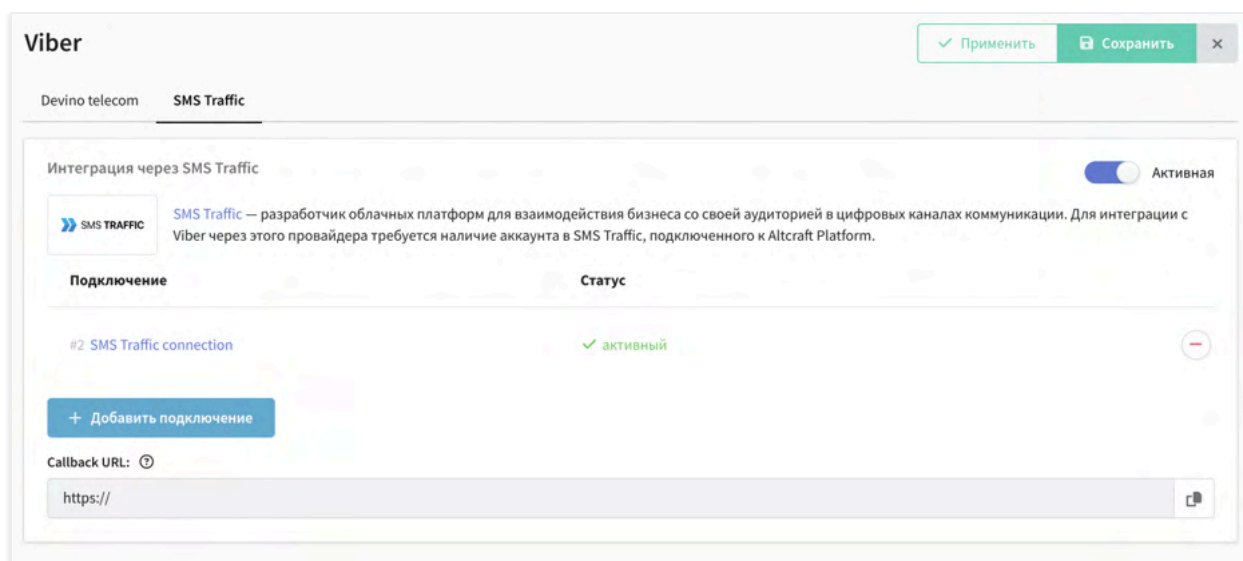 Viber
Применить
Сохранить
Devino telecom
SMS Traffic
Интеграция через SMS Traffic
Активная
SMS TRAFFIC
SMS Traffic — разработчик облачных платформ для взаимодействия бизнеса со своей аудиторией в цифровых каналах коммуникации. Для интеграции с
Viber через этого провайдера требуется наличие аккаунта в SMS Traffic, подключенного к Altcraft Platform.
Подключение
Статус
#2 SMS Traffic connection
активный
+ Добавить подключение
Callback URL:
https://